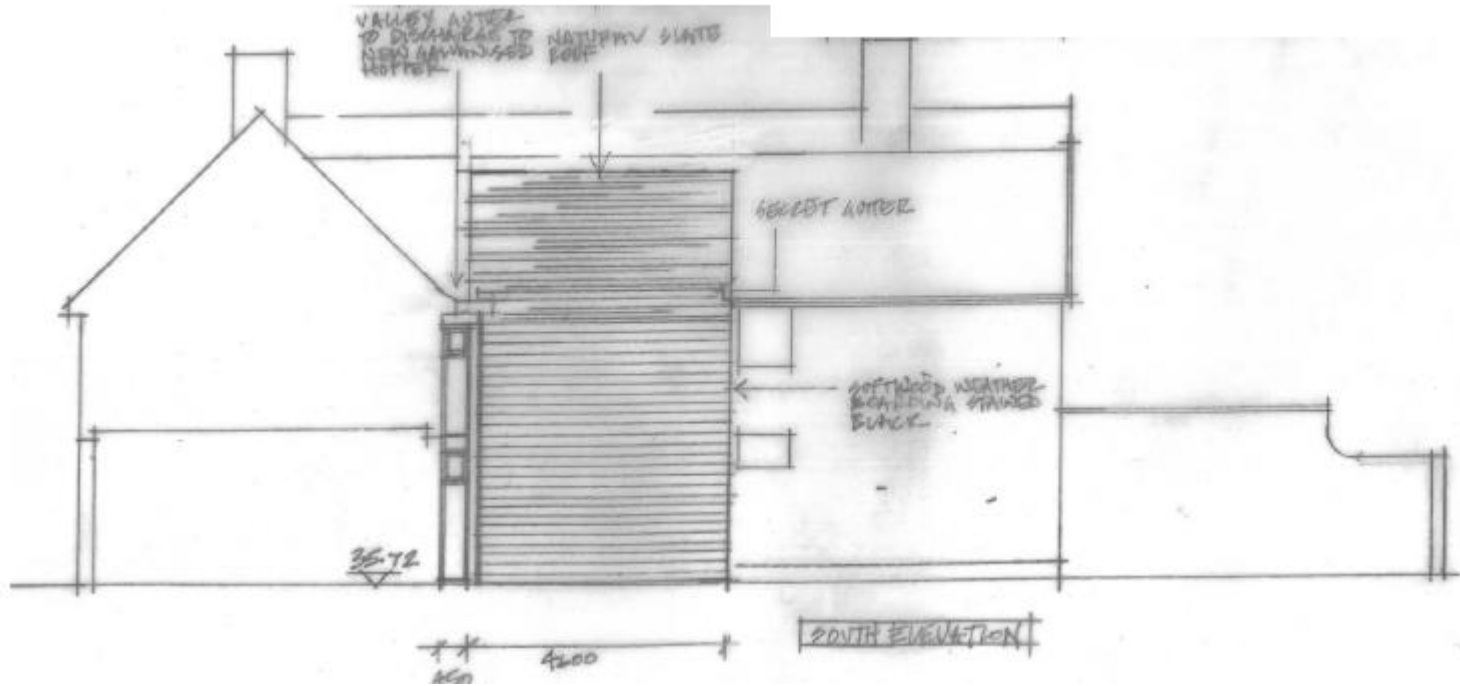 VALLEY GUTTER
TO DISCHARGE TO
NEW GALVANISED
HOPPER
NATURAL SLATE
ROOF
SECRET GUTTER
SOFTWOOD WEATHER
BOARDING STAINED
BLACK
35.72
SOUTH ELEVATION
4200
450